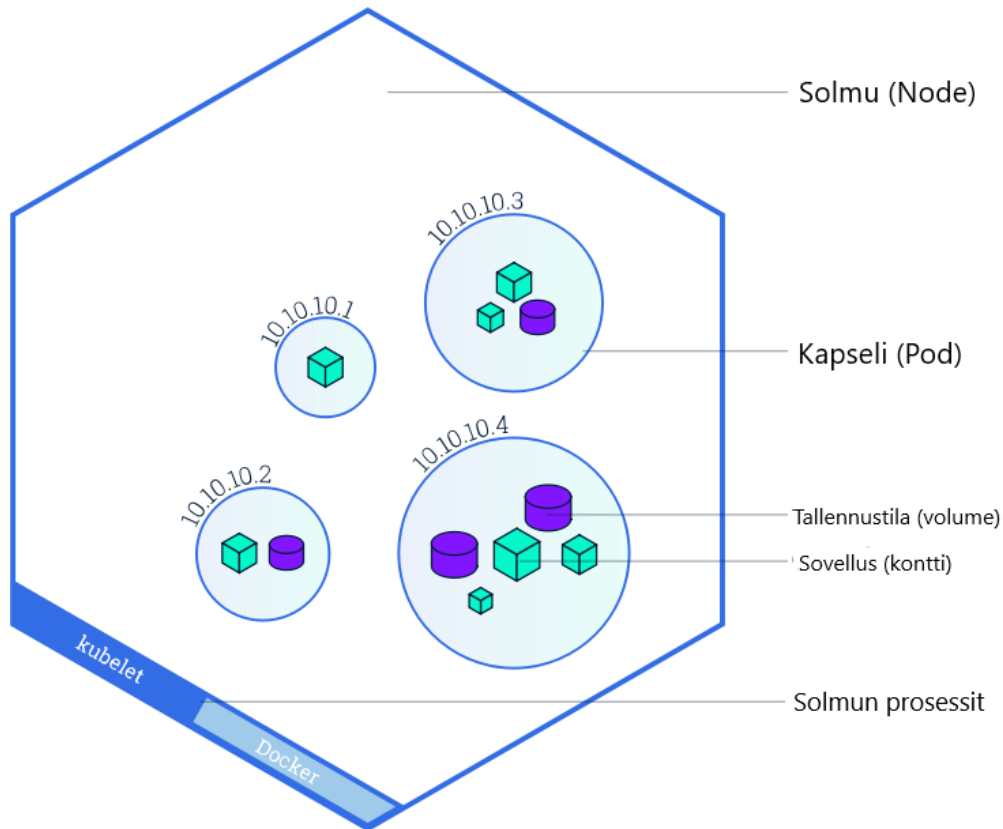 Solmu (Node)
10.10.10.3
10.10.10.1
Kapseli (Pod)
10.10.10.4
10.10.10.2
Tallennustila (volume)
Sovellus (kontti)
kubelet
Solmun prosessit
Docker